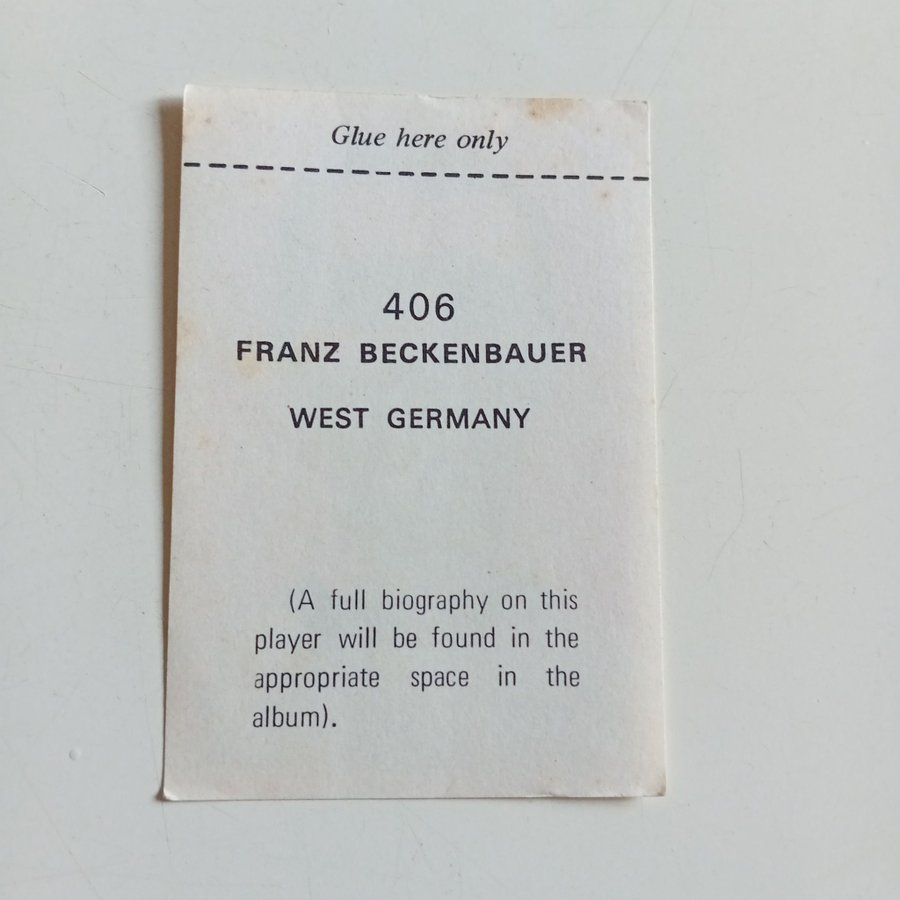 Glue here only
406
FRANZ BECKENBAUER
WEST GERMANY
(A full biography on this
player will be found in the
appropriate space in the
album).